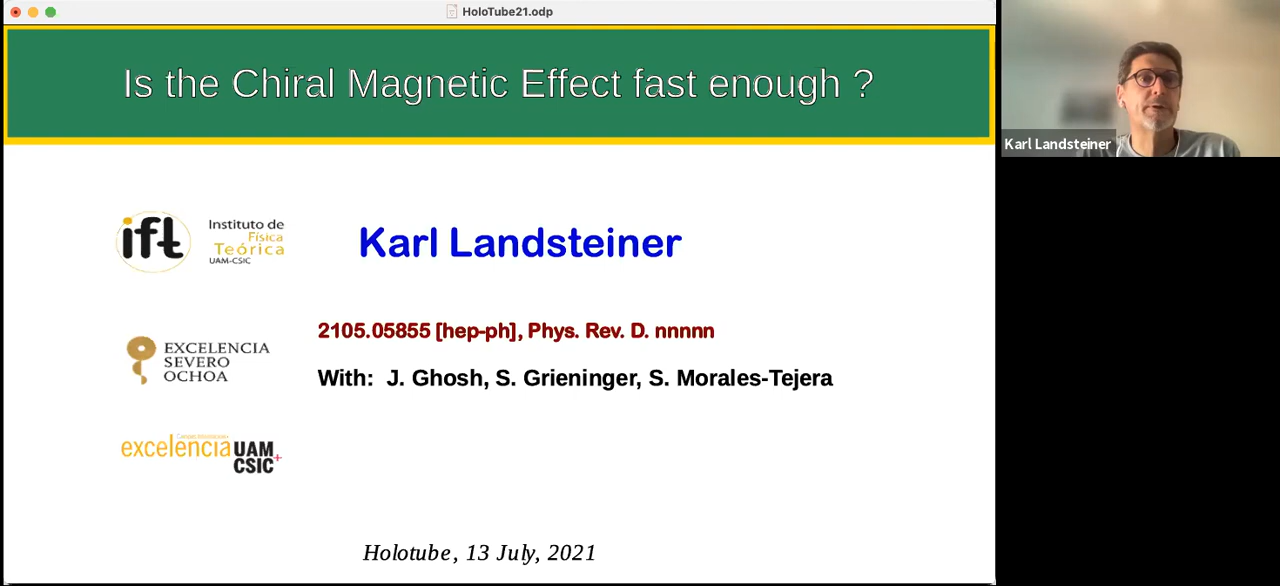 HoloTube21.odp
Is the Chiral Magnetic Effect fast enough ?
Karl Landsteiner
ift
Instituto de
Física
Teórica
UAM-CSIC
Karl Landsteiner
2105.05855 [hep-ph], Phys. Rev. D. nnnnn
EXCELENCIA
SEVERO
OCHOA
With: J. Ghosh, S. Grieninger, S. Morales-Tejera
excelencia UAM
CSIC+
Holotube, 13 July, 2021